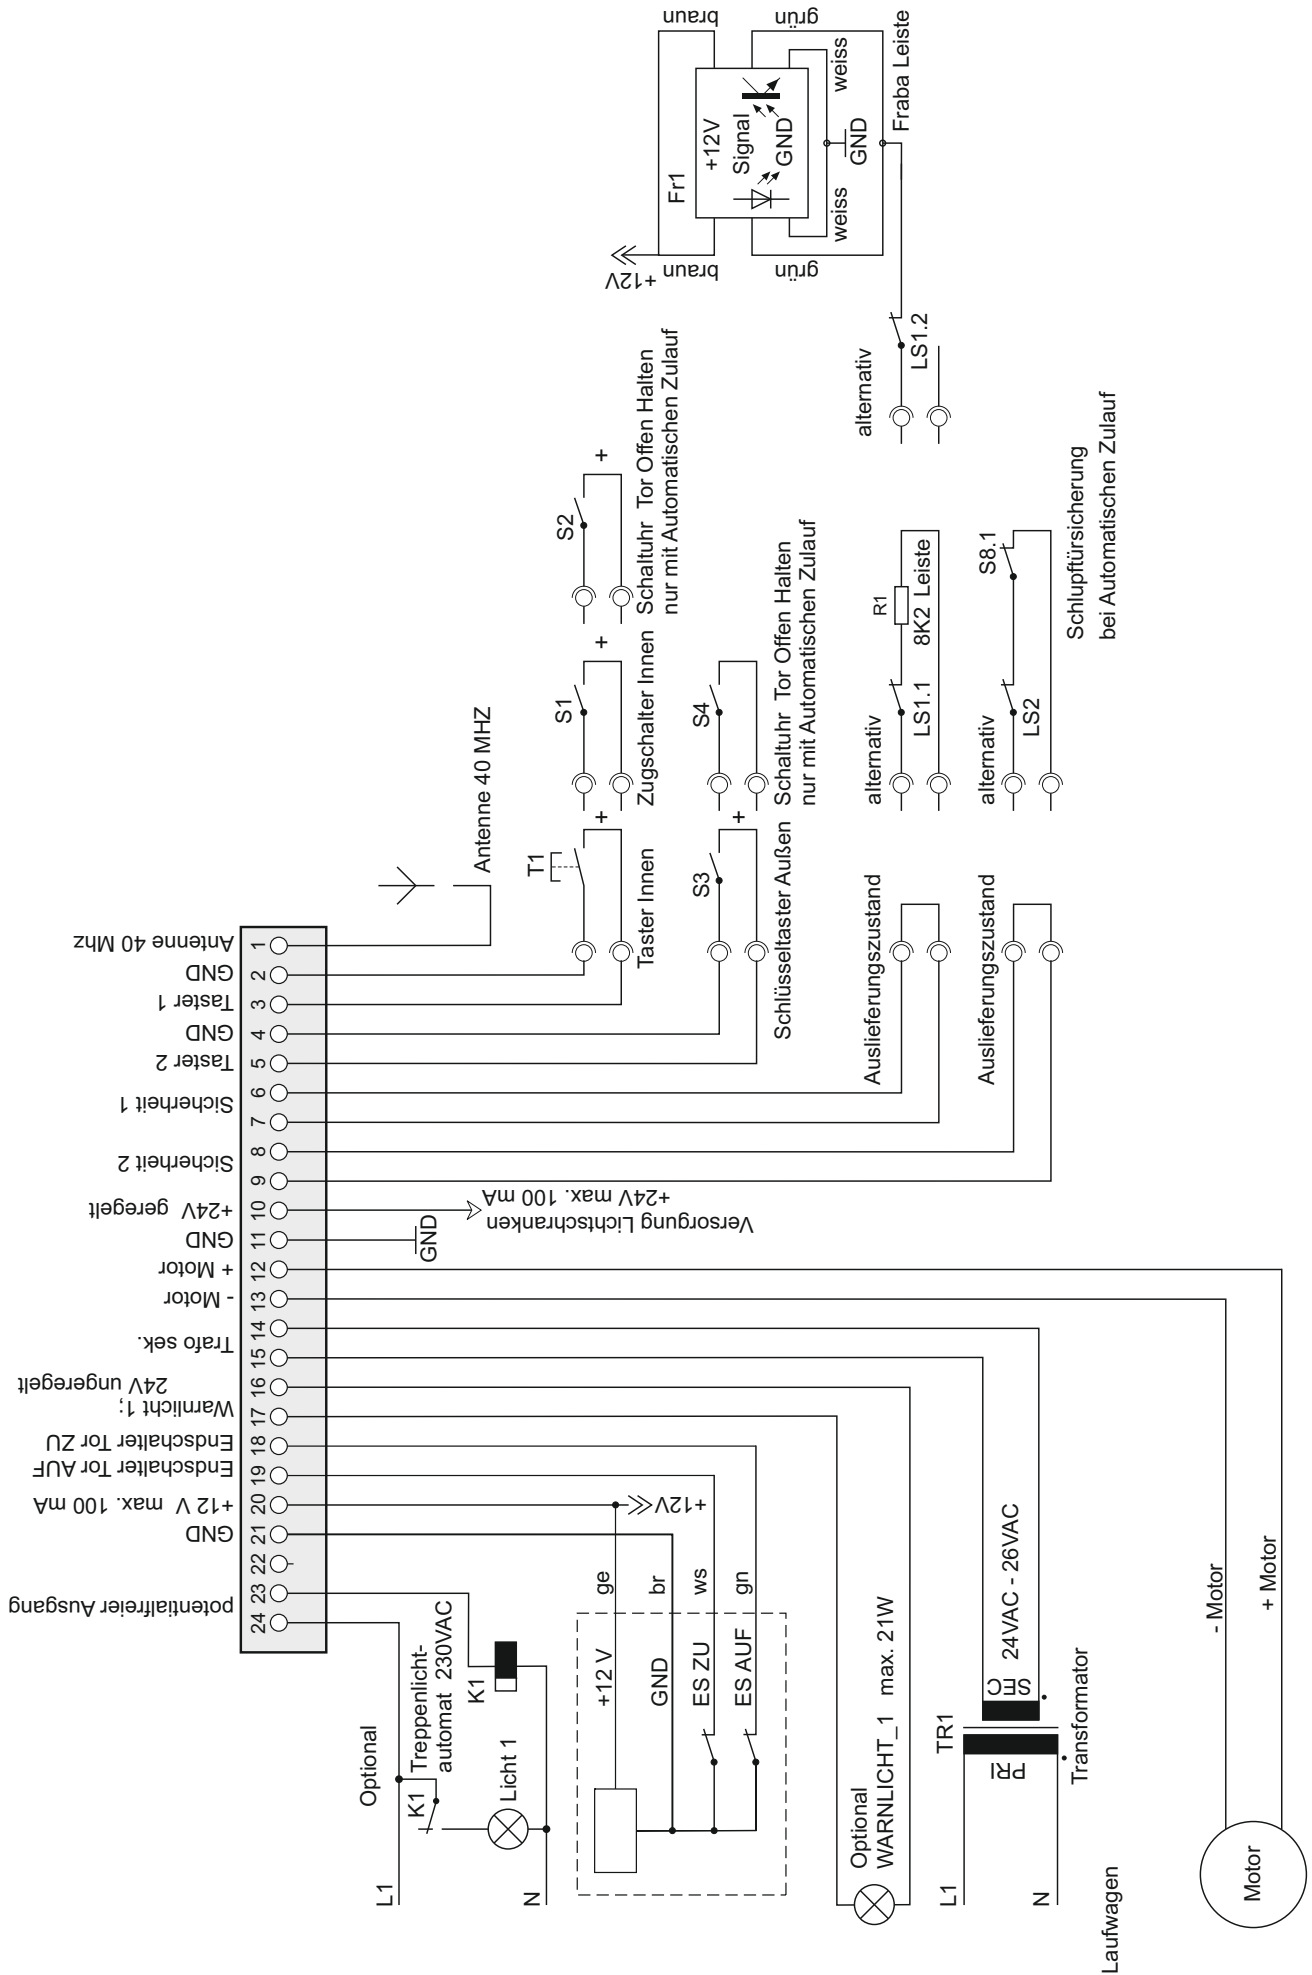 Antenne 40 Mhz
GND
Taster 1
GND
Taster 2
Sicherheit 1
Sicherheit 2
+24V geregelt
GND
+ Motor
- Motor
Trafo sek.
24V ungeregelt
Warnlicht 1;
Endschalter Tor ZU
Endschalter Tor AUF
+12 V max. 100 mA
GND
potentialfreier Ausgang
1
2
3
4
5
6
7
8
9
10
11
12
13
14
15
16
17
18
19
20
21
22
23
24
Antenne 40 MHZ
T1
+
Taster Innen
S1
+
Zugschalter Innen
S2
+
Schaltuhr Tor Offen Halten
nur mit Automatischen Zulauf
S3
+
Schlüsseltaster Außen
S4
Schaltuhr Tor Offen Halten
nur mit Automatischen Zulauf
Auslieferungszustand
alternativ
LS1.1
R1
8K2 Leiste
alternativ
LS1.2
Auslieferungszustand
alternativ
LS2
S8.1
Schlupftürsicherung
bei Automatischen Zulauf
+12V
braun
braun
grün
grün
Fr1
+12V
Signal
GND
weiss
weiss
GND
Fraba Leiste
+24V max. 100 mA
Versorgung Lichtschranken
GND
+12V
Optional
L1
K1
Treppenlicht-
automat 230VAC
K1
Licht 1
N
+12 V
ge
GND
br
ES ZU
ws
ES AUF
gn
Optional
WARNLICHT_1 max. 21W
L1
N
TR1
PRI
SEC
24VAC - 26VAC
Transformator
Laufwagen
- Motor
+ Motor
Motor